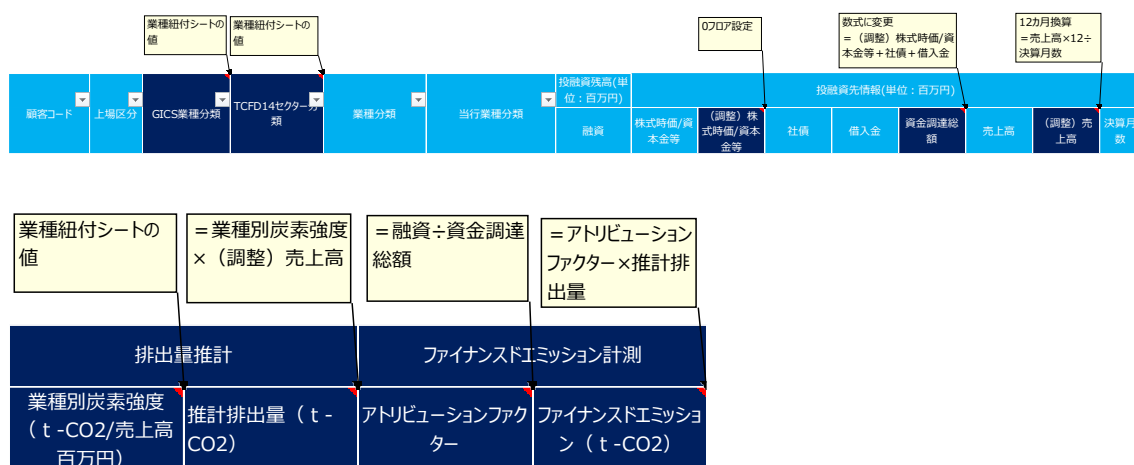 業種紐付シートの
値
業種紐付シートの
値
0フロア設定
数式に変更
＝（調整）株式時価/資
本金等＋社債＋借入金
12カ月換算
＝売上高×12÷
決算月数
顧客コード
上場区分
GICS業種分類
TCFD14セクター分
類
業種分類
当行業種分類
投融資残高(単
位：百万円)
融資
投融資先情報(単位：百万円)
株式時価/資
本金等
（調整）株
式時価/資本
金等
社債
借入金
資金調達総
額
売上高
（調整）売
上高
決算月
数
業種紐付シートの
値
＝業種別炭素強度
×（調整）売上高
＝融資÷資金調達
総額
＝アトリビューション
ファクター×推計排
出量
排出量推計
ファイナンスドエミッション計測
業種別炭素強度
（ｔ-CO2/売上高
百万円）
推計排出量（ｔ-
CO2）
アトリビューションファク
ター
ファイナンスドエミッショ
ン（ｔ-CO2）